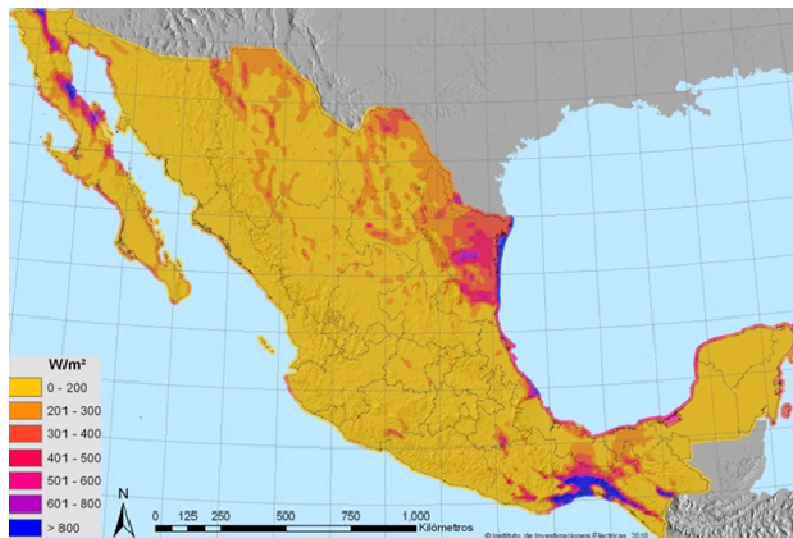 W/m²
0 - 200
201 - 300
301 - 400
401 - 500
501 - 600
601 - 800
> 800
N
0 125 250 500 750 1,000
Kilómetros
© Instituto de Investigaciones Eléctricas, 2010